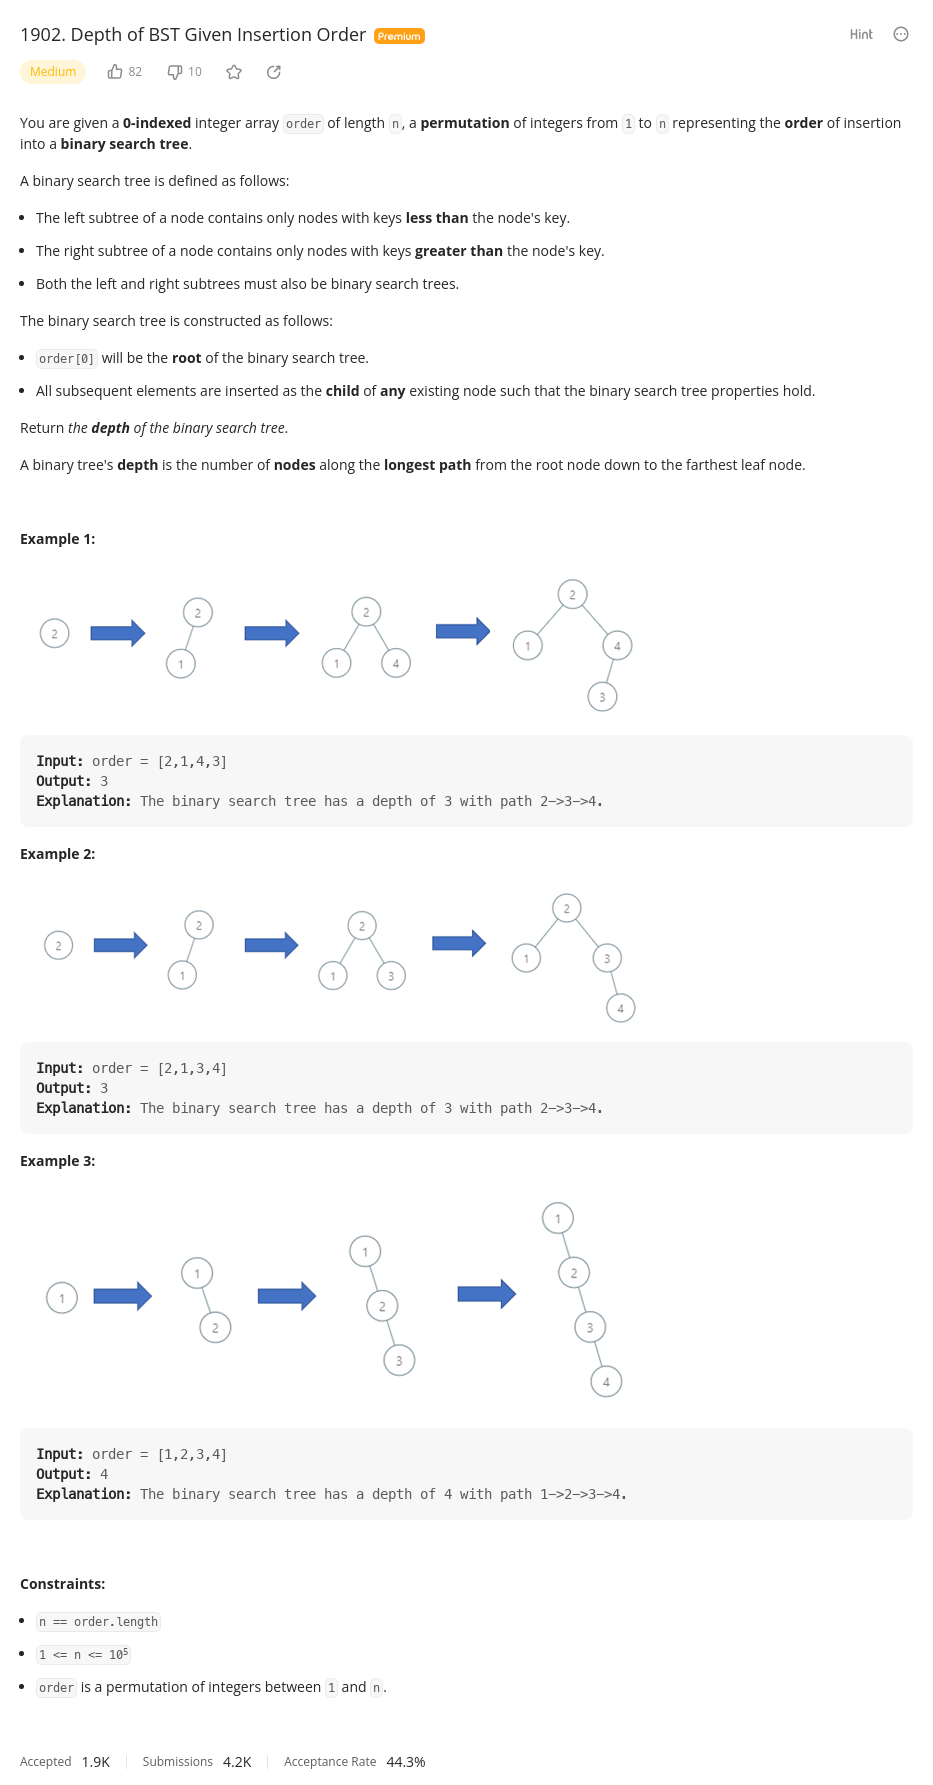 1902. Depth of BST Given Insertion Order Premium Hint
Medium 82 10
You are given a 0-indexed integer array order of length n, a permutation of integers from 1 to n representing the order of insertion
into a binary search tree.
A binary search tree is defined as follows:
• The left subtree of a node contains only nodes with keys less than the node's key.
• The right subtree of a node contains only nodes with keys greater than the node's key.
• Both the left and right subtrees must also be binary search trees.
The binary search tree is constructed as follows:
• order[0] will be the root of the binary search tree.
• All subsequent elements are inserted as the child of any existing node such that the binary search tree properties hold.
Return the depth of the binary search tree.
A binary tree's depth is the number of nodes along the longest path from the root node down to the farthest leaf node.
Example 1:
2
2
1
2
1 4
2
1 4
3
Input: order = [2,1,4,3]
Output: 3
Explanation: The binary search tree has a depth of 3 with path 2->3->4.
Example 2:
2
2
1
2
1 3
2
1 3
4
Input: order = [2,1,3,4]
Output: 3
Explanation: The binary search tree has a depth of 3 with path 2->3->4.
Example 3:
1
1
2
1
2
3
1
2
3
4
Input: order = [1,2,3,4]
Output: 4
Explanation: The binary search tree has a depth of 4 with path 1->2->3->4.
Constraints:
• n == order.length
• 1 <= n <= 10⁵
• order is a permutation of integers between 1 and n.
Accepted 1.9K Submissions 4.2K Acceptance Rate 44.3%